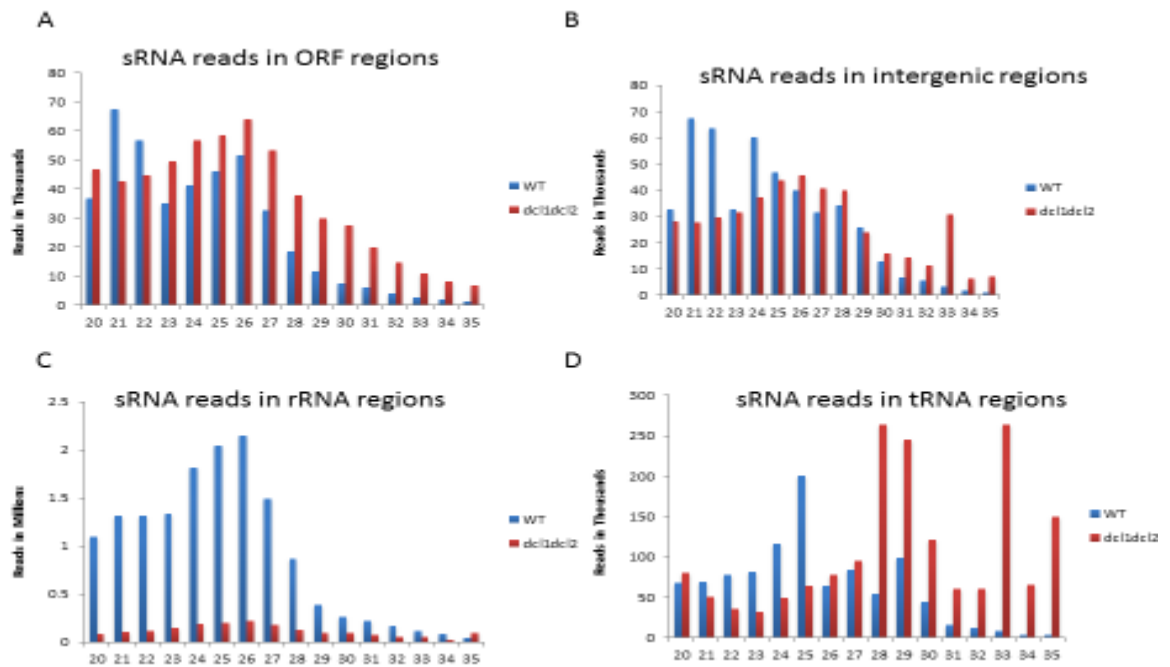 A
sRNA reads in ORF regions
80
70
60
50
40
30
20
10
0
Reads in Thousands
20 21 22 23 24 25 26 27 28 29 30 31 32 33 34 35
WT
dcl1dcl2
B
sRNA reads in intergenic regions
80
70
60
50
40
30
20
10
0
Reads in Thousands
20 21 22 23 24 25 26 27 28 29 30 31 32 33 34 35
WT
dcl1dcl2
C
sRNA reads in rRNA regions
2.5
2
1.5
1
0.5
0
Reads in Millions
20 21 22 23 24 25 26 27 28 29 30 31 32 33 34 35
WT
dcl1dcl2
D
sRNA reads in tRNA regions
300
250
200
150
100
50
0
Reads in Thousands
20 21 22 23 24 25 26 27 28 29 30 31 32 33 34 35
WT
dcl1dcl2